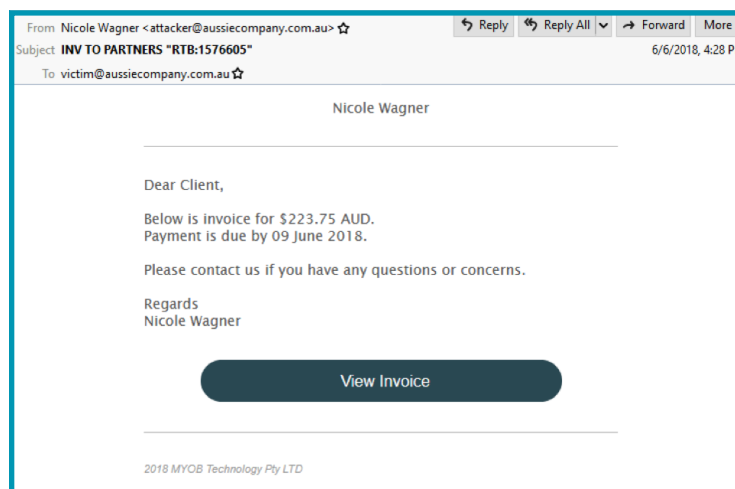 From Nicole Wagner <attacker@aussiecompany.com.au> Reply Reply All Forward More
Subject INV TO PARTNERS "RTB:1576605" 6/6/2018, 4:28 P
To victim@aussiecompany.com.au
Nicole Wagner
Dear Client,
Below is invoice for $223.75 AUD.
Payment is due by 09 June 2018.
Please contact us if you have any questions or concerns.
Regards
Nicole Wagner
View Invoice
2018 MYOB Technology Pty LTD